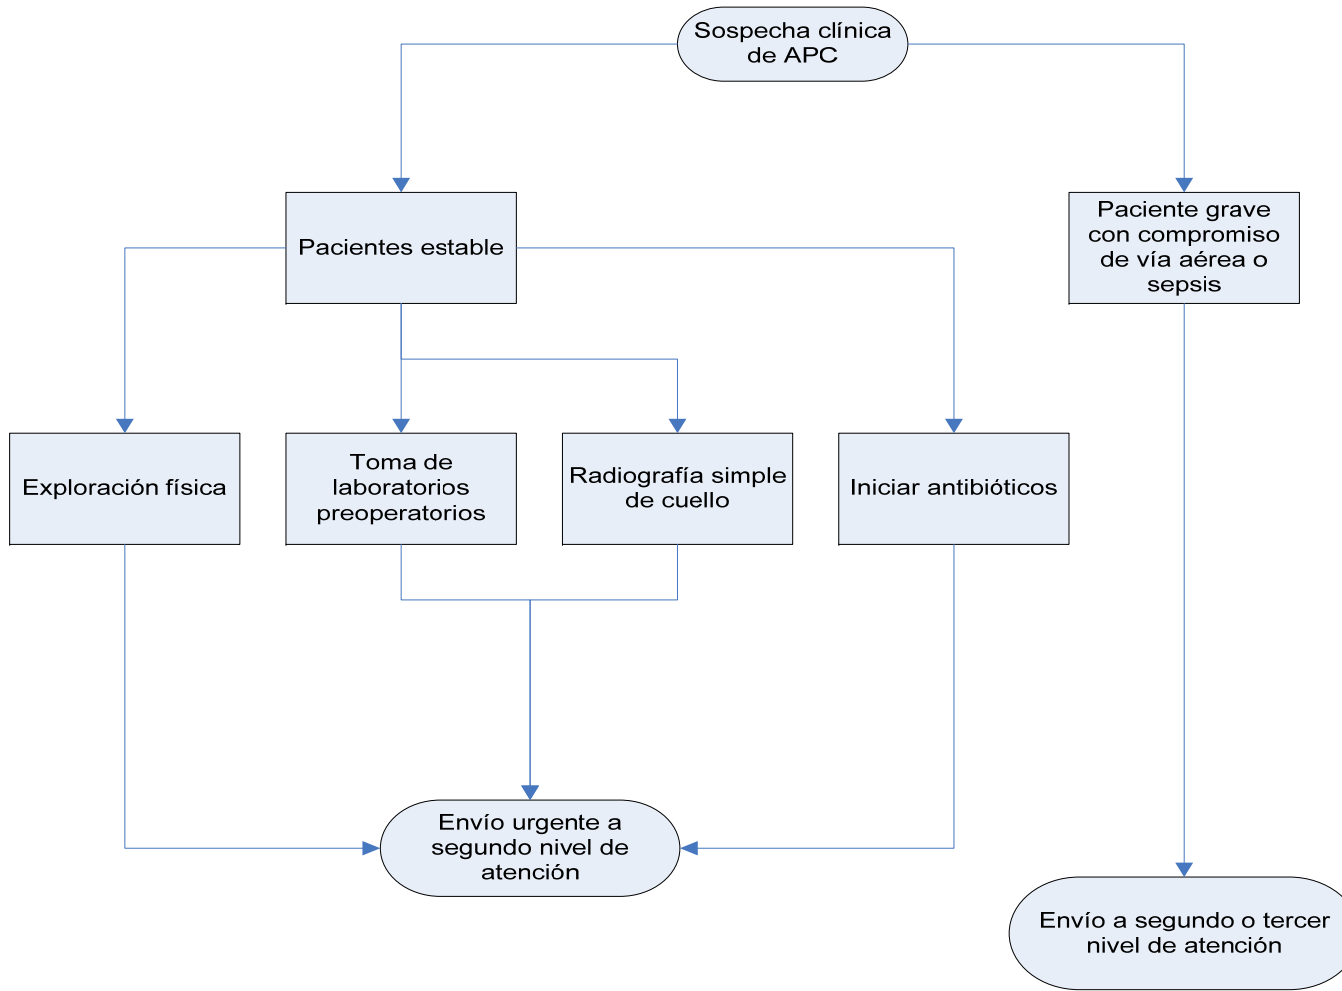 Sospecha clínica
de APC
Pacientes estable
Paciente grave
con compromiso
de vía aérea o
sepsis
Exploración física
Toma de
laboratorios
preoperatorios
Radiografía simple
de cuello
Iniciar antibióticos
Envío urgente a
segundo nivel de
atención
Envío a segundo o tercer
nivel de atención